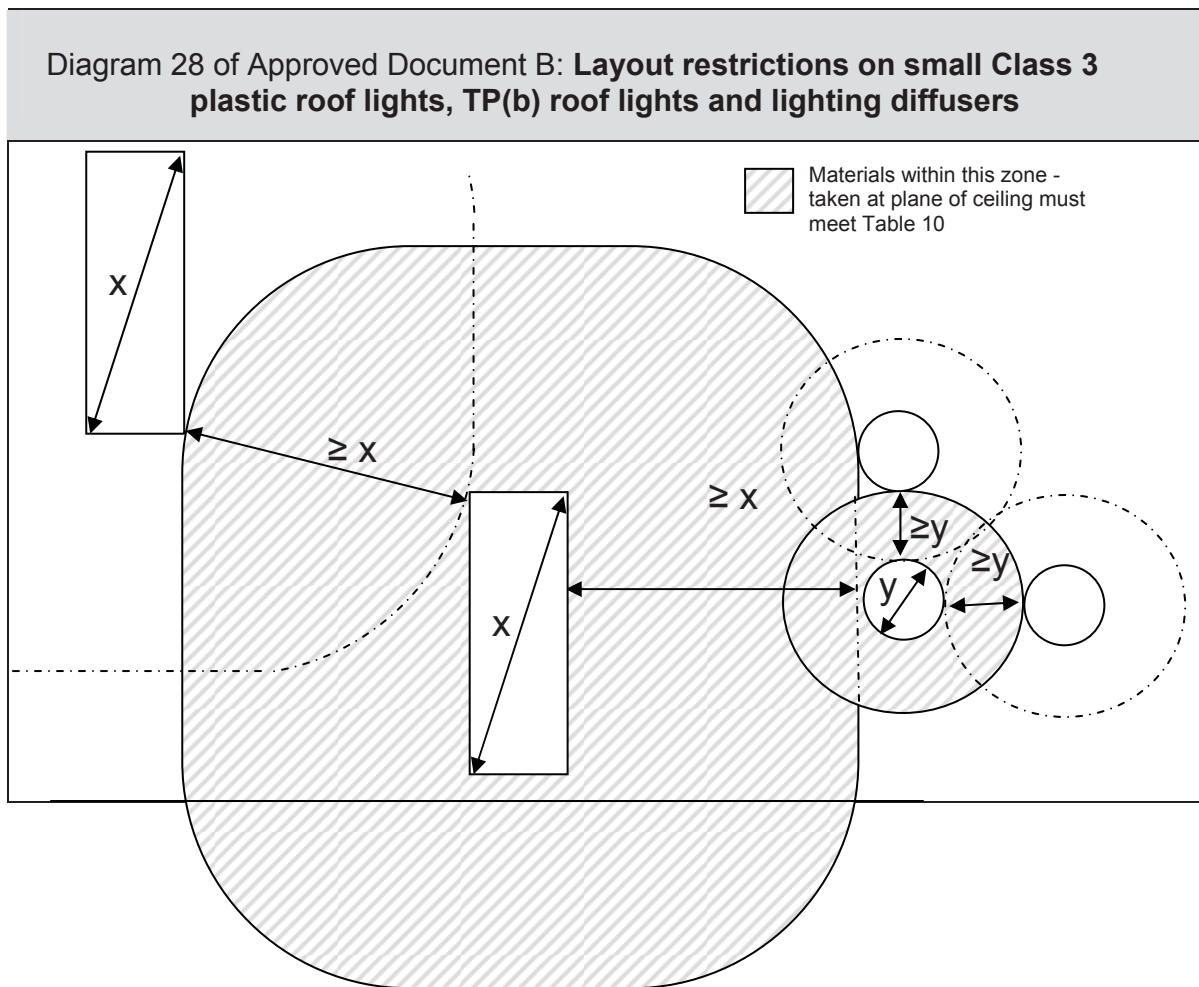 Diagram 28 of Approved Document B: Layout restrictions on small Class 3
plastic roof lights, TP(b) roof lights and lighting diffusers
Materials within this zone -
taken at plane of ceiling must
meet Table 10
x
≥ x
≥ x
≥y
≥y
y
x